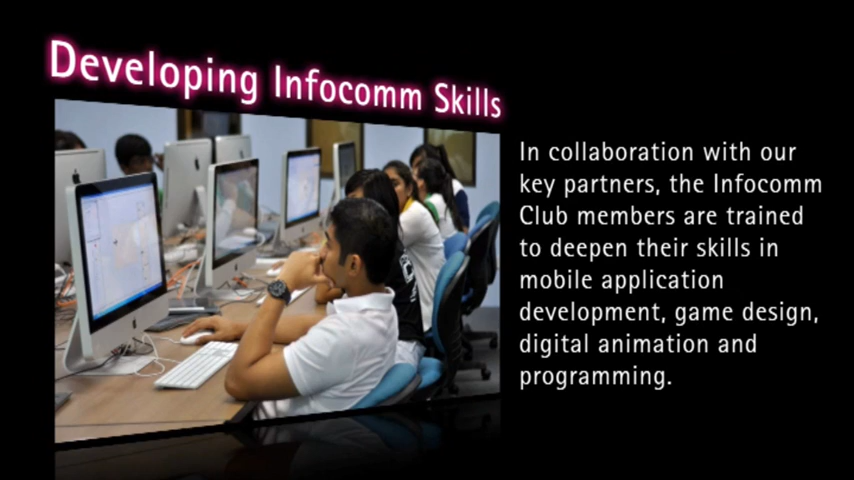 Developing Infocomm Skills
In collaboration with our
key partners, the Infocomm
Club members are trained
to deepen their skills in
mobile application
development, game design,
digital animation and
programming.